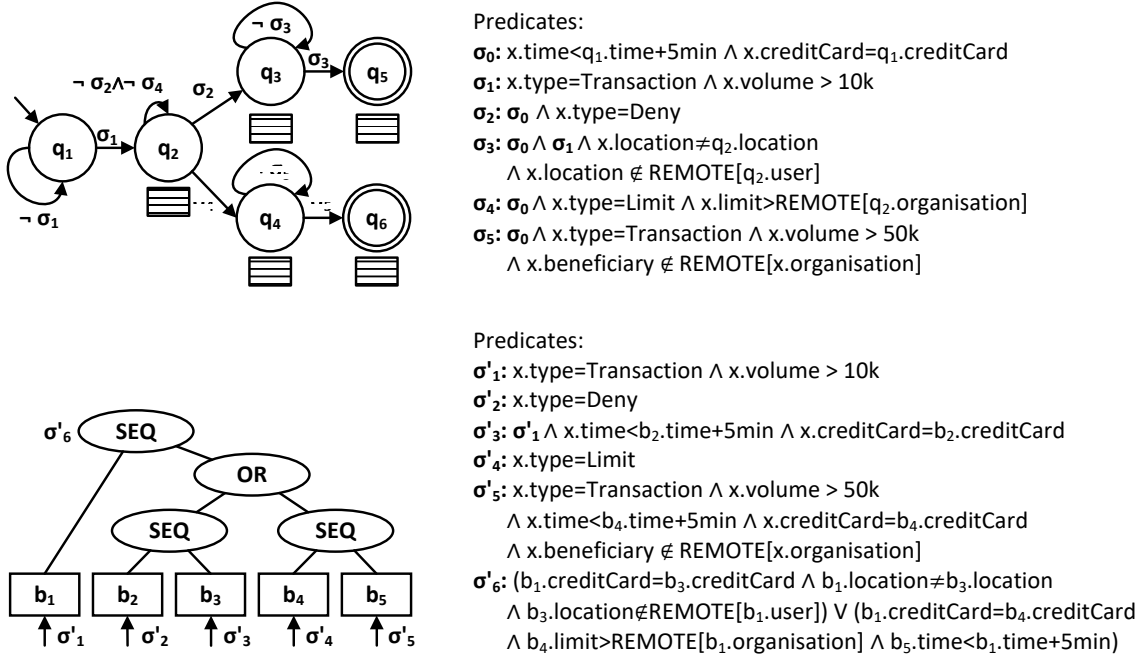 ¬ σ3
σ3
q3
q5
¬ σ2∧¬ σ4
σ2
σ1
q1
q2
¬ σ1
q4
q6
Predicates:
σ0: x.time<q1.time+5min ∧ x.creditCard=q1.creditCard
σ1: x.type=Transaction ∧ x.volume > 10k
σ2: σ0 ∧ x.type=Deny
σ3: σ0 ∧ σ1 ∧ x.location≠q2.location
∧ x.location ∉ REMOTE[q2.user]
σ4: σ0 ∧ x.type=Limit ∧ x.limit>REMOTE[q2.organisation]
σ5: σ0 ∧ x.type=Transaction ∧ x.volume > 50k
∧ x.beneficiary ∉ REMOTE[x.organisation]
σ'6
SEQ
OR
SEQ
SEQ
b1
b2
b3
b4
b5
σ'1
σ'2
σ'3
σ'4
σ'5
Predicates:
σ'1: x.type=Transaction ∧ x.volume > 10k
σ'2: x.type=Deny
σ'3: σ'1 ∧ x.time<b2.time+5min ∧ x.creditCard=b2.creditCard
σ'4: x.type=Limit
σ'5: x.type=Transaction ∧ x.volume > 50k
∧ x.time<b4.time+5min ∧ x.creditCard=b4.creditCard
∧ x.beneficiary ∉ REMOTE[x.organisation]
σ'6: (b1.creditCard=b3.creditCard ∧ b1.location≠b3.location
∧ b3.location∉REMOTE[b1.user]) ∨ (b1.creditCard=b4.creditCard
∧ b4.limit>REMOTE[b1.organisation] ∧ b5.time<b1.time+5min)